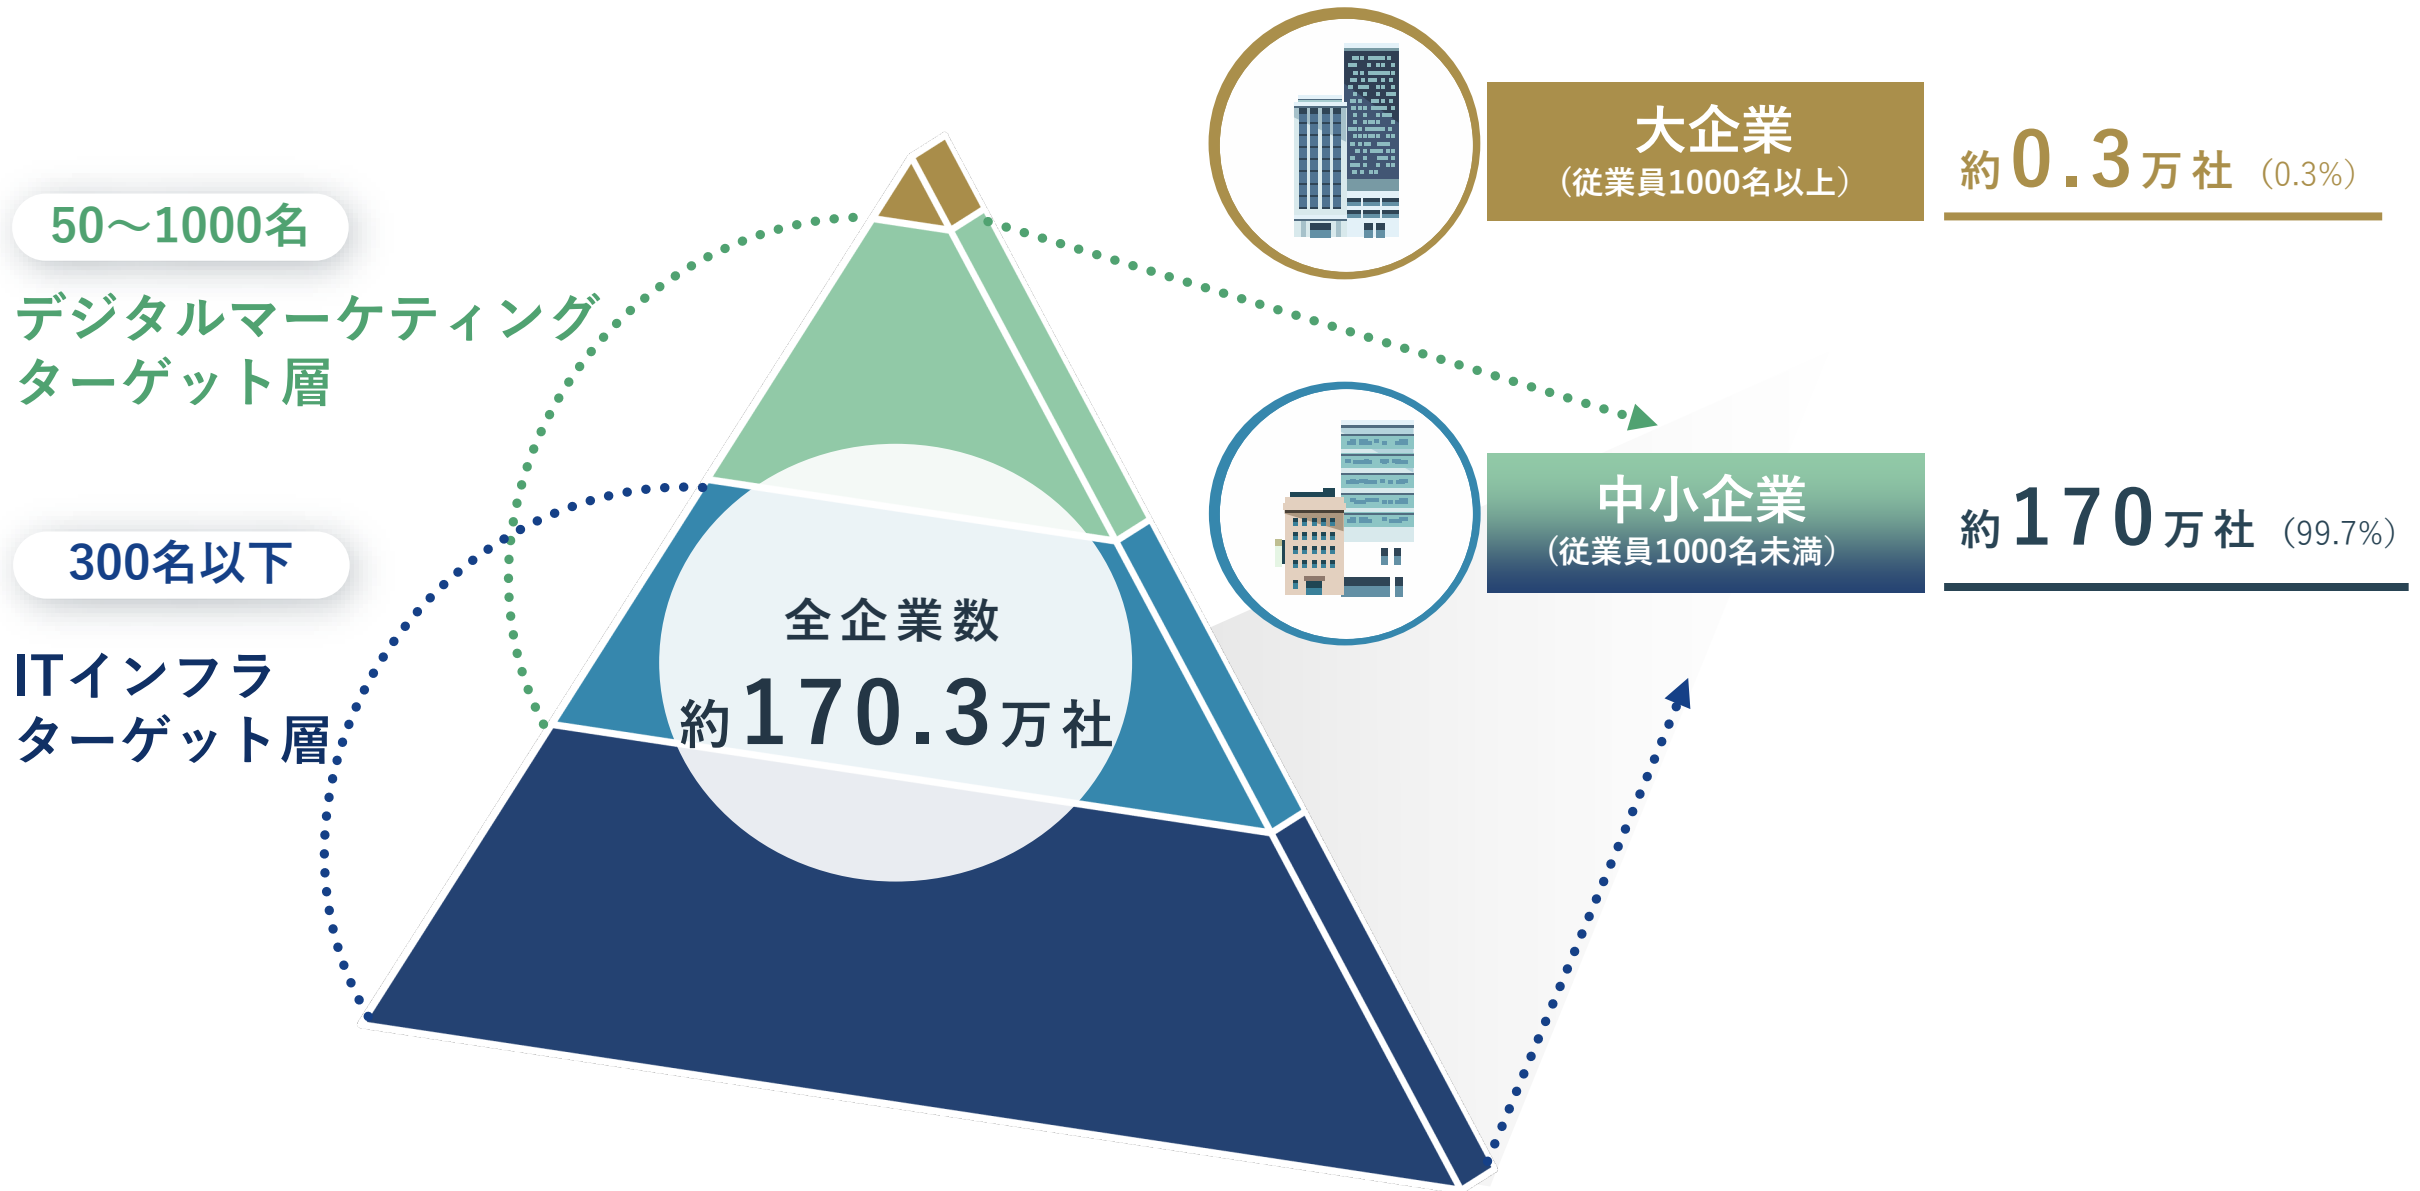 50～1000名
デジタルマーケティング
ターゲット層
300名以下
ITインフラ
ターゲット層
全企業数
約170.3万社
大企業
（従業員1000名以上）
約0.3万社（0.3%）
中小企業
（従業員1000名未満）
約170万社（99.7%）